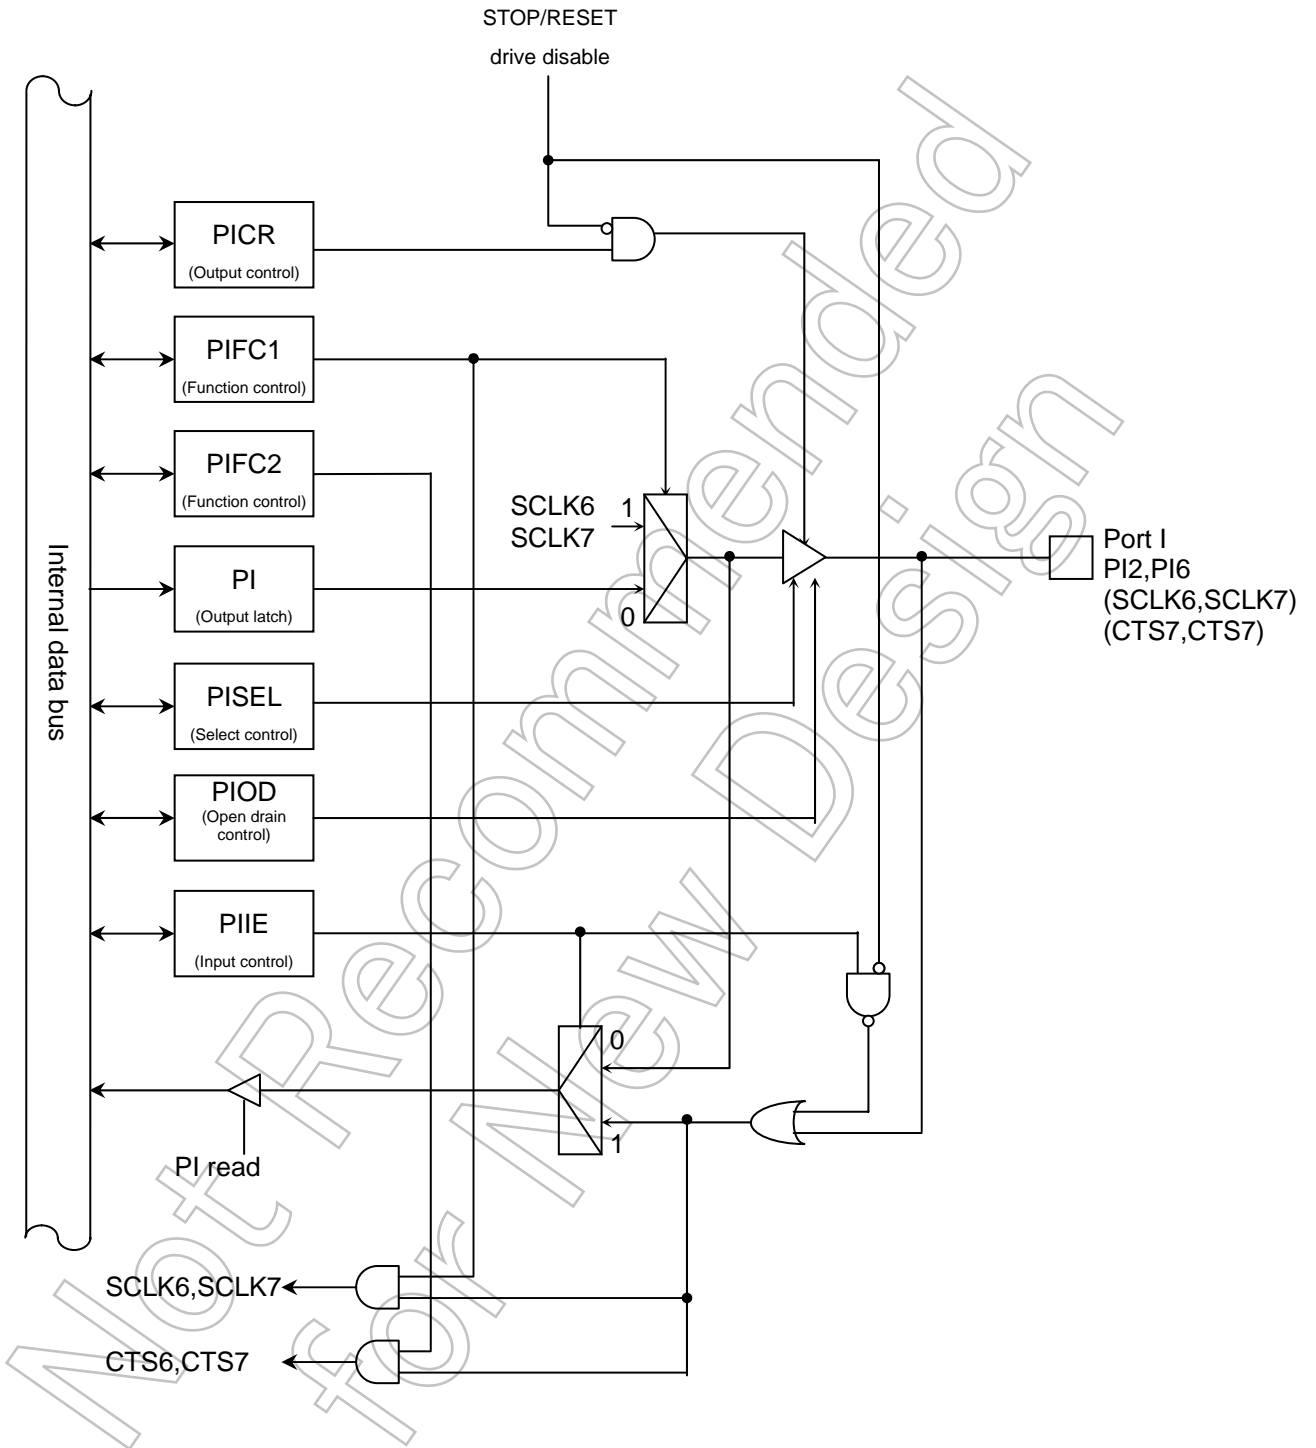 STOP/RESET
drive disable
Internal data bus
PICR
(Output control)
PIFC1
(Function control)
PIFC2
(Function control)
SCLK6
SCLK7
1
0
PI
(Output latch)
Port I
PI2,PI6
(SCLK6,SCLK7)
(CTS7,CTS7)
PISEL
(Select control)
PIOD
(Open drain
control)
PIIE
(Input control)
0
1
PI read
SCLK6,SCLK7
CTS6,CTS7
Not Recommended
for New Design